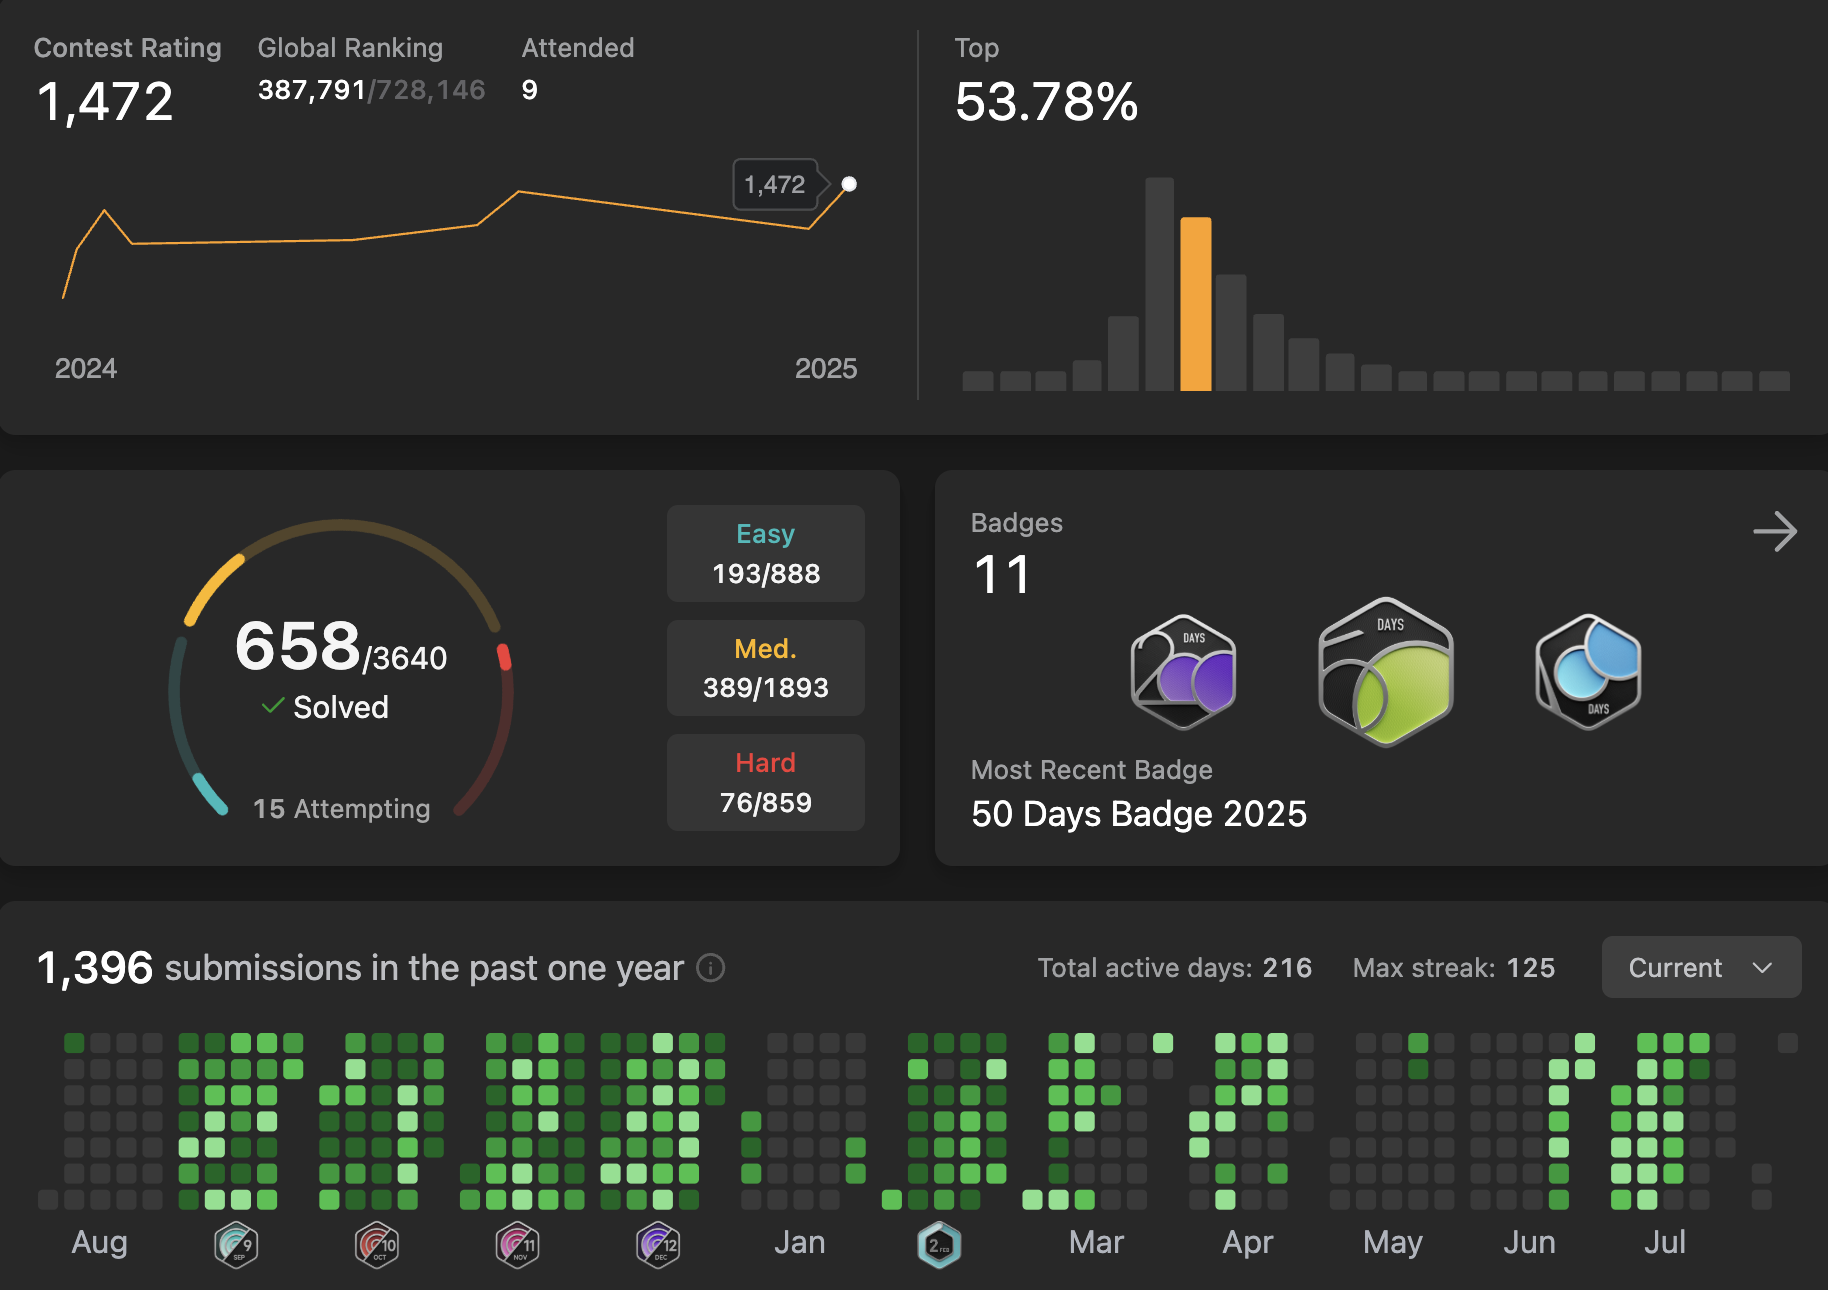 Contest Rating
1,472
Global Ranking
387,791/728,146
Attended
9
1,472
2024
2025
Top
53.78%
658/3640
Solved
15 Attempting
Easy
193/888
Med.
389/1893
Hard
76/859
Badges
11
200 DAYS
50 DAYS
100 DAYS
Most Recent Badge
50 Days Badge 2025
1,396 submissions in the past one year
Total active days: 216
Max streak: 125
Current
Aug
9 SEP
10 OCT
11 NOV
12 DEC
Jan
2 FEB
Mar
Apr
May
Jun
Jul